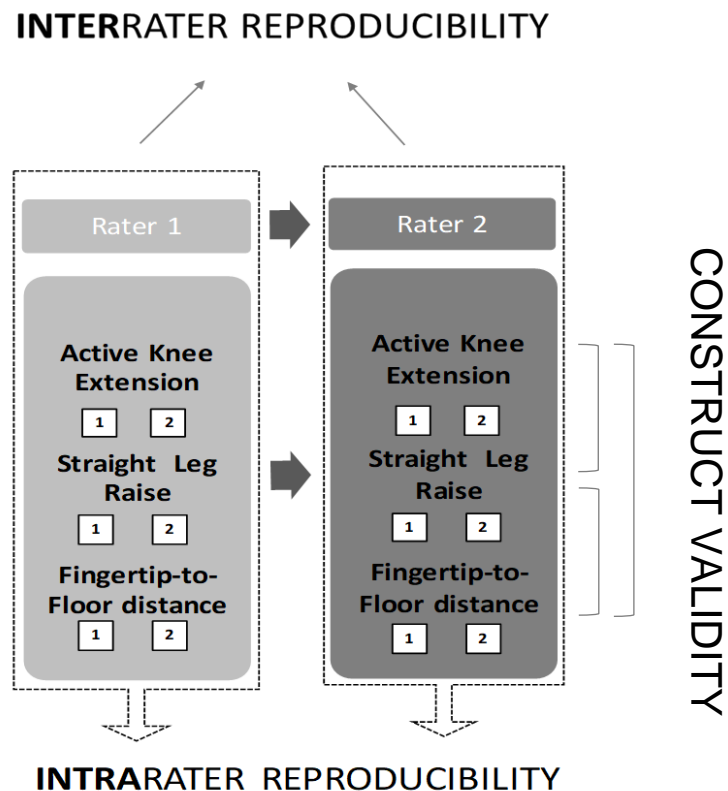 INTERRATER REPRODUCIBILITY
Rater 1
Active Knee
Extension
1 2
Straight Leg
Raise
1 2
Fingertip-to-
Floor distance
1 2
Rater 2
Active Knee
Extension
1 2
Straight Leg
Raise
1 2
Fingertip-to-
Floor distance
1 2
CONSTRUCT VALIDITY
INTRARATER REPRODUCIBILITY